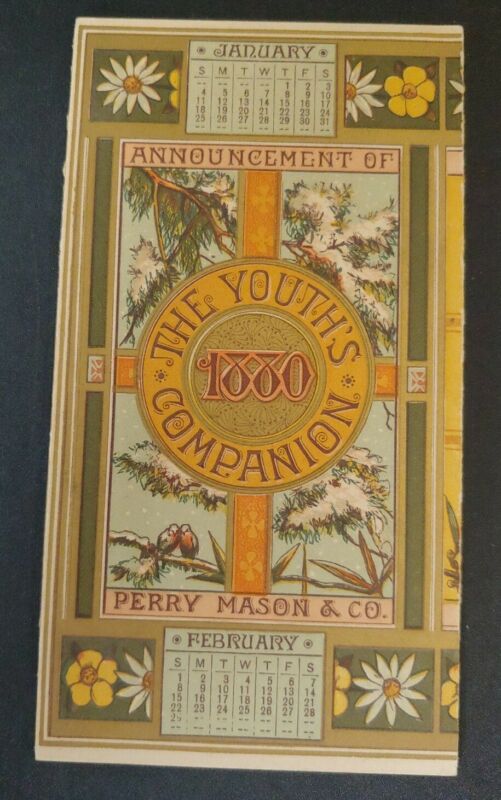 JANUARY
S M T W T F S
-- -- -- -- 1 2 3
4 5 6 7 8 9 10
11 12 13 14 15 16 17
18 19 20 21 22 23 24
25 26 27 28 29 30 31
-- -- -- -- -- -- --
ANNOUNCEMENT OF
THE YOUTH'S
1880
COMPANION
PERRY MASON & CO.
FEBRUARY
S M T W T F S
1 2 3 4 5 6 7
8 9 10 11 12 13 14
15 16 17 18 19 20 21
22 23 24 25 26 27 28
29 -- -- -- -- -- --